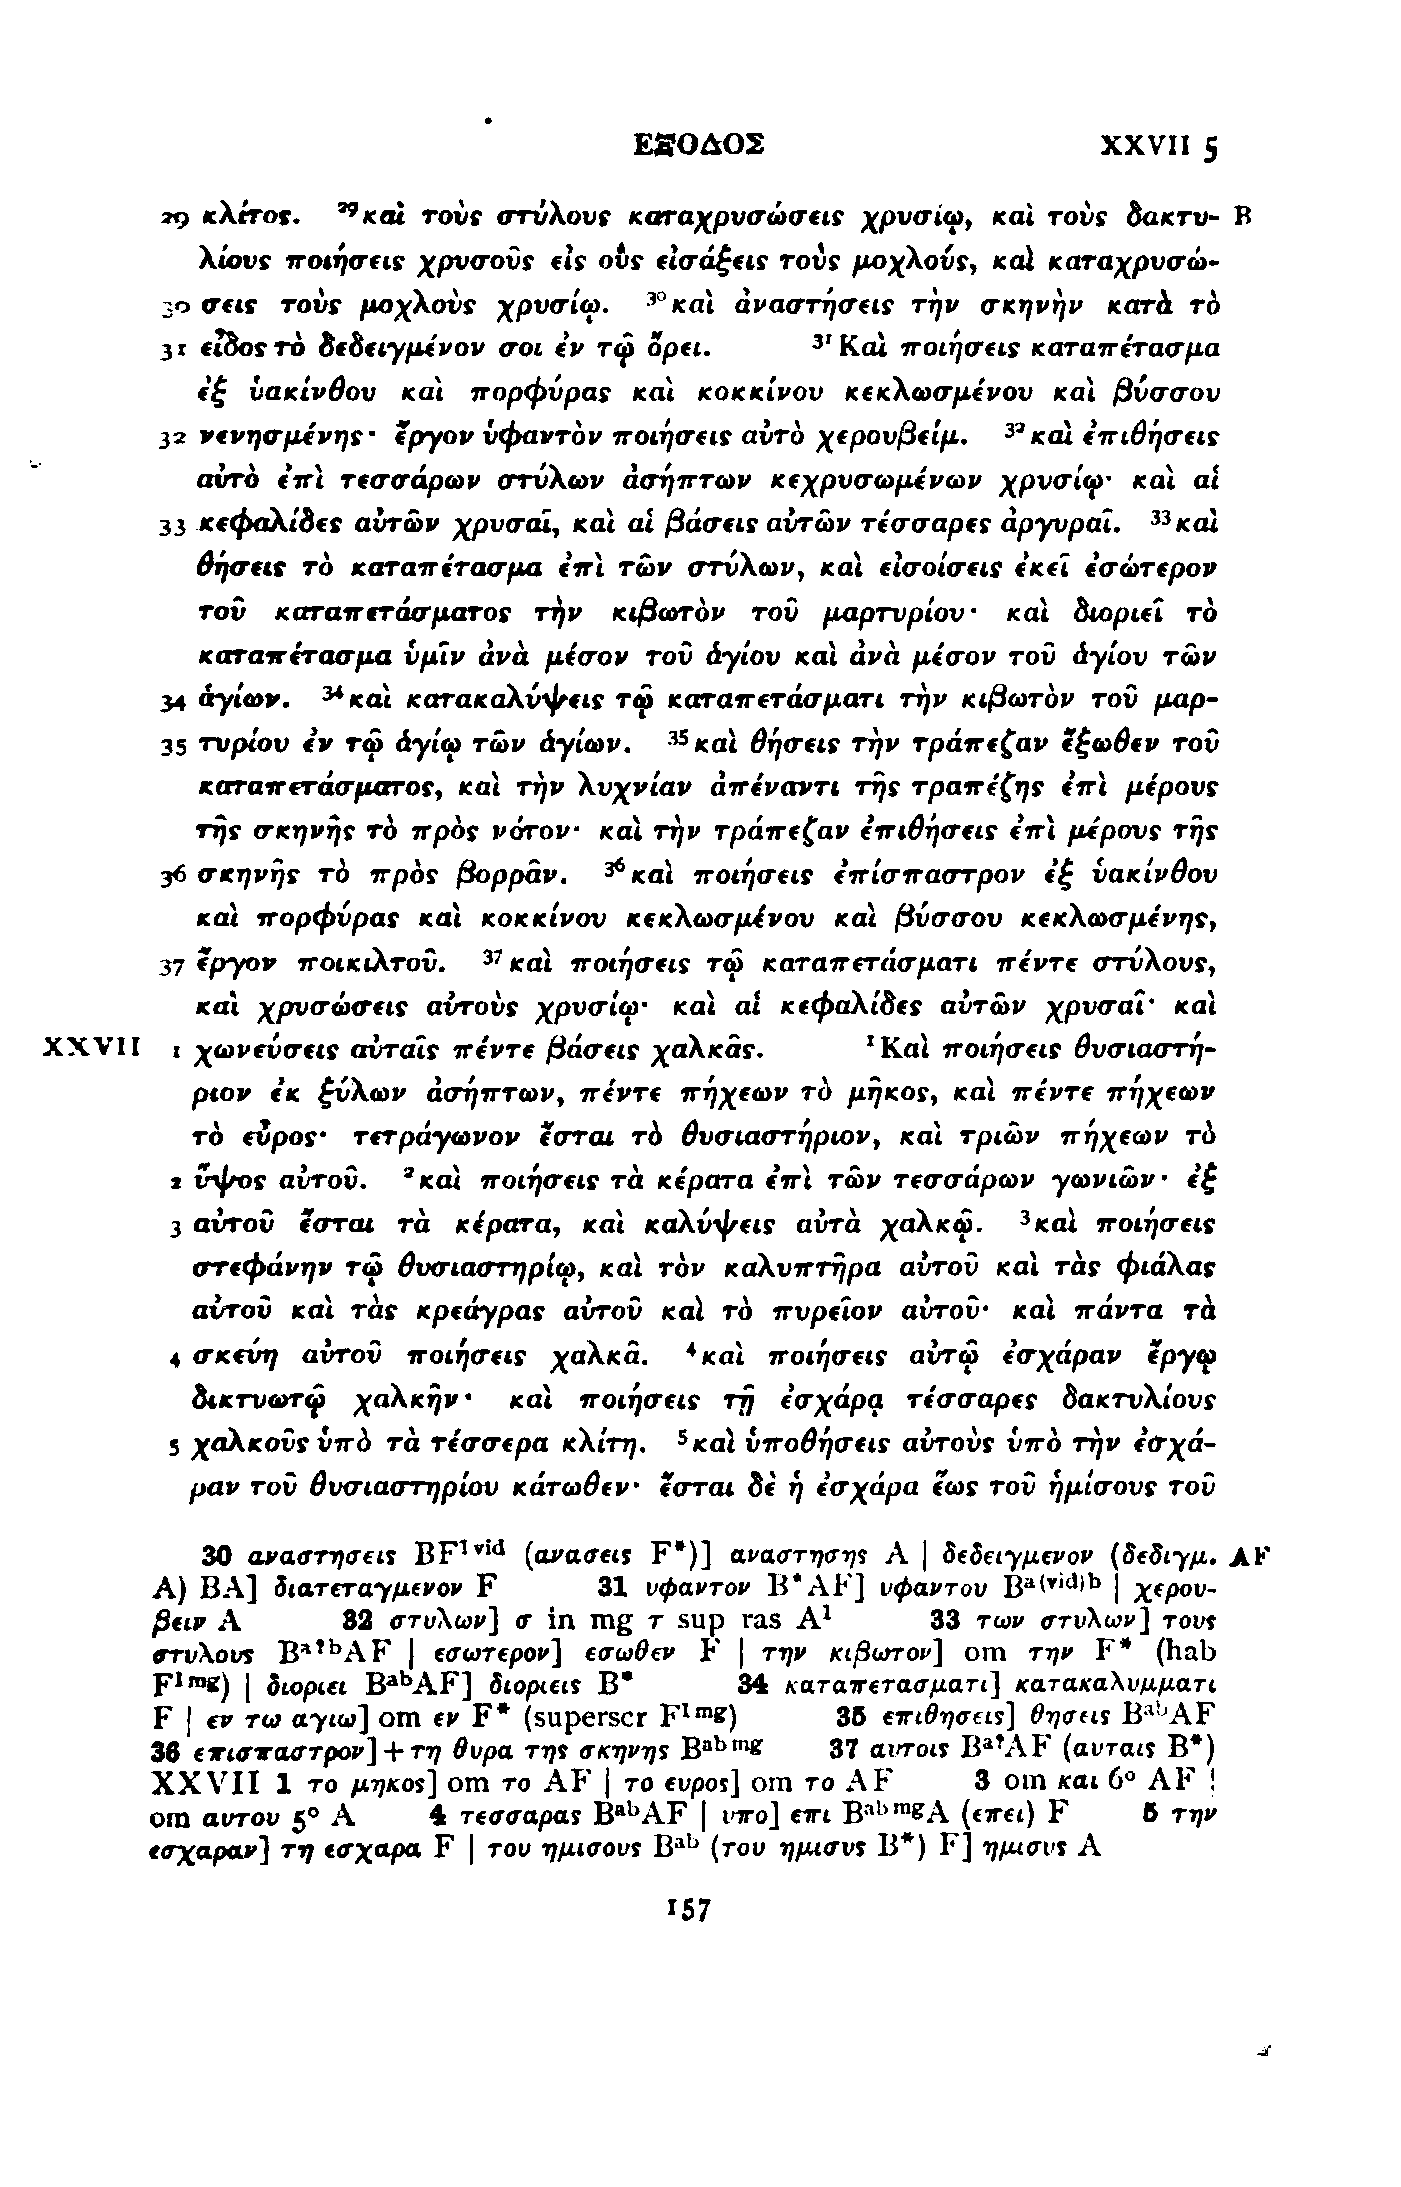 ΕΞΟΔΟΣ XXVII 5
29 κλίτος. ²⁹καὶ τοὺς στύλους καταχρυσώσεις χρυσίῳ, καὶ τοὺς δακτυ- B
λίους ποιήσεις χρυσοῦς εἰς οὓς εἰσάξεις τοὺς μοχλούς, καὶ καταχρυσώ-
30 σεις τοὺς μοχλοὺς χρυσίῳ. ³⁰καὶ ἀναστήσεις τὴν σκηνὴν κατὰ τὸ
31 εἶδος τὸ δεδειγμένον σοι ἐν τῷ ὄρει. ³¹Καὶ ποιήσεις καταπέτασμα
ἐξ ὑακίνθου καὶ πορφύρας καὶ κοκκίνου κεκλωσμένου καὶ βύσσου
32 νενησμένης· ἔργον ὑφαντὸν ποιήσεις αὐτὸ χερουβείμ. ³²καὶ ἐπιθήσεις
αὐτὸ ἐπὶ τεσσάρων στύλων ἀσήπτων κεχρυσωμένων χρυσίῳ· καὶ αἱ
33 κεφαλίδες αὐτῶν χρυσαῖ, καὶ αἱ βάσεις αὐτῶν τέσσαρες ἀργυραῖ. ³³καὶ
θήσεις τὸ καταπέτασμα ἐπὶ τῶν στύλων, καὶ εἰσοίσεις ἐκεῖ ἐσώτερον
τοῦ καταπετάσματος τὴν κιβωτὸν τοῦ μαρτυρίου· καὶ διοριεῖ τὸ
καταπέτασμα ὑμῖν ἀνὰ μέσον τοῦ ἁγίου καὶ ἀνὰ μέσον τοῦ ἁγίου τῶν
34 ἁγίων. ³⁴καὶ κατακαλύψεις τῷ καταπετάσματι τὴν κιβωτὸν τοῦ μαρ-
35 τυρίου ἐν τῷ ἁγίῳ τῶν ἁγίων. ³⁵καὶ θήσεις τὴν τράπεζαν ἔξωθεν τοῦ
καταπετάσματος, καὶ τὴν λυχνίαν ἀπέναντι τῆς τραπέζης ἐπὶ μέρους
τῆς σκηνῆς τὸ πρὸς νότον· καὶ τὴν τράπεζαν ἐπιθήσεις ἐπὶ μέρους τῆς
36 σκηνῆς τὸ πρὸς βορρᾶν. ³⁶καὶ ποιήσεις ἐπίσπαστρον ἐξ ὑακίνθου
καὶ πορφύρας καὶ κοκκίνου κεκλωσμένου καὶ βύσσου κεκλωσμένης,
37 ἔργον ποικιλτοῦ. ³⁷καὶ ποιήσεις τῷ καταπετάσματι πέντε στύλους,
καὶ χρυσώσεις αὐτοὺς χρυσίῳ· καὶ αἱ κεφαλίδες αὐτῶν χρυσαῖ· καὶ
XXVII 1 χωνεύσεις αὐταῖς πέντε βάσεις χαλκᾶς. ¹Καὶ ποιήσεις θυσιαστή-
ριον ἐκ ξύλων ἀσήπτων, πέντε πήχεων τὸ μῆκος, καὶ πέντε πήχεων
τὸ εὖρος· τετράγωνον ἔσται τὸ θυσιαστήριον, καὶ τριῶν πήχεων τὸ
2 ὕψος αὐτοῦ. ²καὶ ποιήσεις τὰ κέρατα ἐπὶ τῶν τεσσάρων γωνιῶν· ἐξ
3 αὐτοῦ ἔσται τὰ κέρατα, καὶ καλύψεις αὐτὰ χαλκῷ. ³καὶ ποιήσεις
στεφάνην τῷ θυσιαστηρίῳ, καὶ τὸν καλυπτῆρα αὐτοῦ καὶ τὰς φιάλας
αὐτοῦ καὶ τὰς κρεάγρας αὐτοῦ καὶ τὸ πυρεῖον αὐτοῦ· καὶ πάντα τὰ
4 σκεύη αὐτοῦ ποιήσεις χαλκᾶ. ⁴καὶ ποιήσεις αὐτῷ ἐσχάραν ἔργῳ
δικτυωτῷ χαλκῆν· καὶ ποιήσεις τῇ ἐσχάρᾳ τέσσαρες δακτυλίους
5 χαλκοῦς ὑπὸ τὰ τέσσερα κλίτη. ⁵καὶ ὑποθήσεις αὐτοὺς ὑπὸ τὴν ἐσχά-
ραν τοῦ θυσιαστηρίου κάτωθεν· ἔσται δὲ ἡ ἐσχάρα ἕως τοῦ ἡμίσους τοῦ
30 αναστησεις BF¹ᵛⁱᵈ (ανασεις F*)] αναστησης A | δεδειγμενον (δεδιγμ. AF
A) BA] διατεταγμενον F 31 υφαντον B*AF] υφαντου Bᵃ⁽ᵛⁱᵈ⁾ᵇ | χερου-
βειν A 32 στυλων] σ in mg τ sup ras A¹ 33 των στυλων] τους
στυλους Bᵃ?ᵇAF | εσωτερον] εσωθεν F | την κιβωτον] om την F* (hab
F¹ᵐᵍ) | διοριει BᵃᵇAF] διοριεις B* 34 καταπετασματι] κατακαλυμματι
F | εν τω αγιω] om εν F* (superscr F¹ᵐᵍ) 35 επιθησεις] θησεις BᵃᵇAF
36 επισπαστρον]+τη θυρα της σκηνης Bᵃᵇᵐᵍ 37 αυτοις Bᵃ?AF (αυταις B*)
XXVII 1 το μηκος] om το AF | το ευρος] om το AF 3 om και 6° AF |
om αυτου 5° A 4 τεσσαρας BᵃᵇAF | υπο] επι BᵃᵇᵐᵍA (επει) F 5 την
εσχαραν] τη εσχαρα F | του ημισους Bᵃᵇ (του ημισυς B*) F] ημισυς A
157